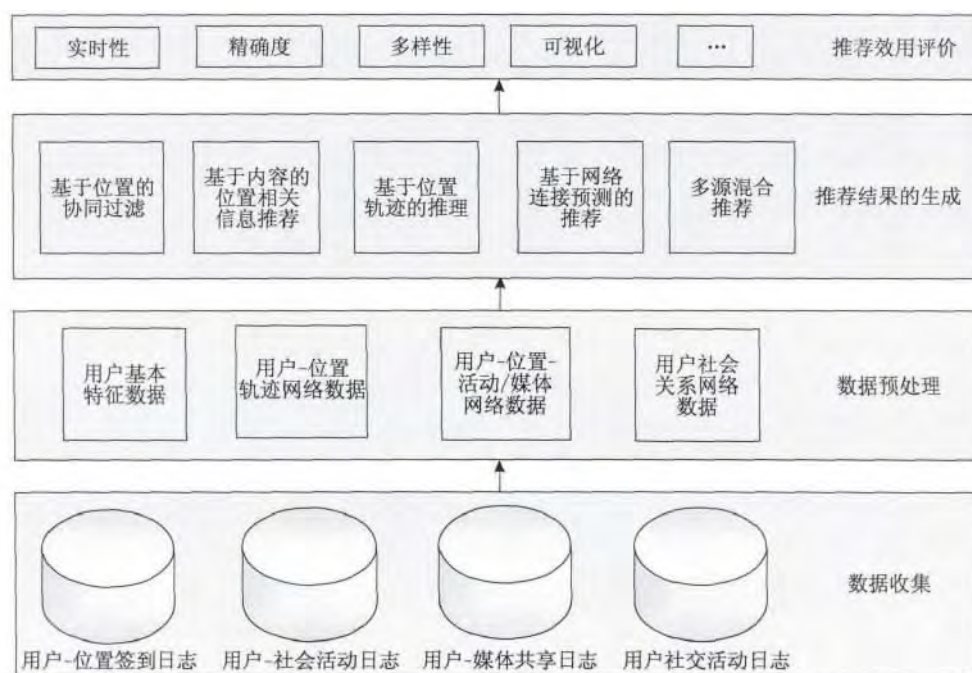 实时性
精确度
多样性
可视化
…
推荐效用评价
基于位置的
协同过滤
基于内容的
位置相关
信息推荐
基于位置
轨迹的推理
基于网络
连接预测的
推荐
多源混合
推荐
推荐结果的生成
用户基本
特征数据
用户-位置
轨迹网络数据
用户-位置-
活动/媒体
网络数据
用户社会
关系网络
数据
数据预处理
数据收集
用户-位置签到日志
用户-社会活动日志
用户-媒体共享日志
用户社交活动日志